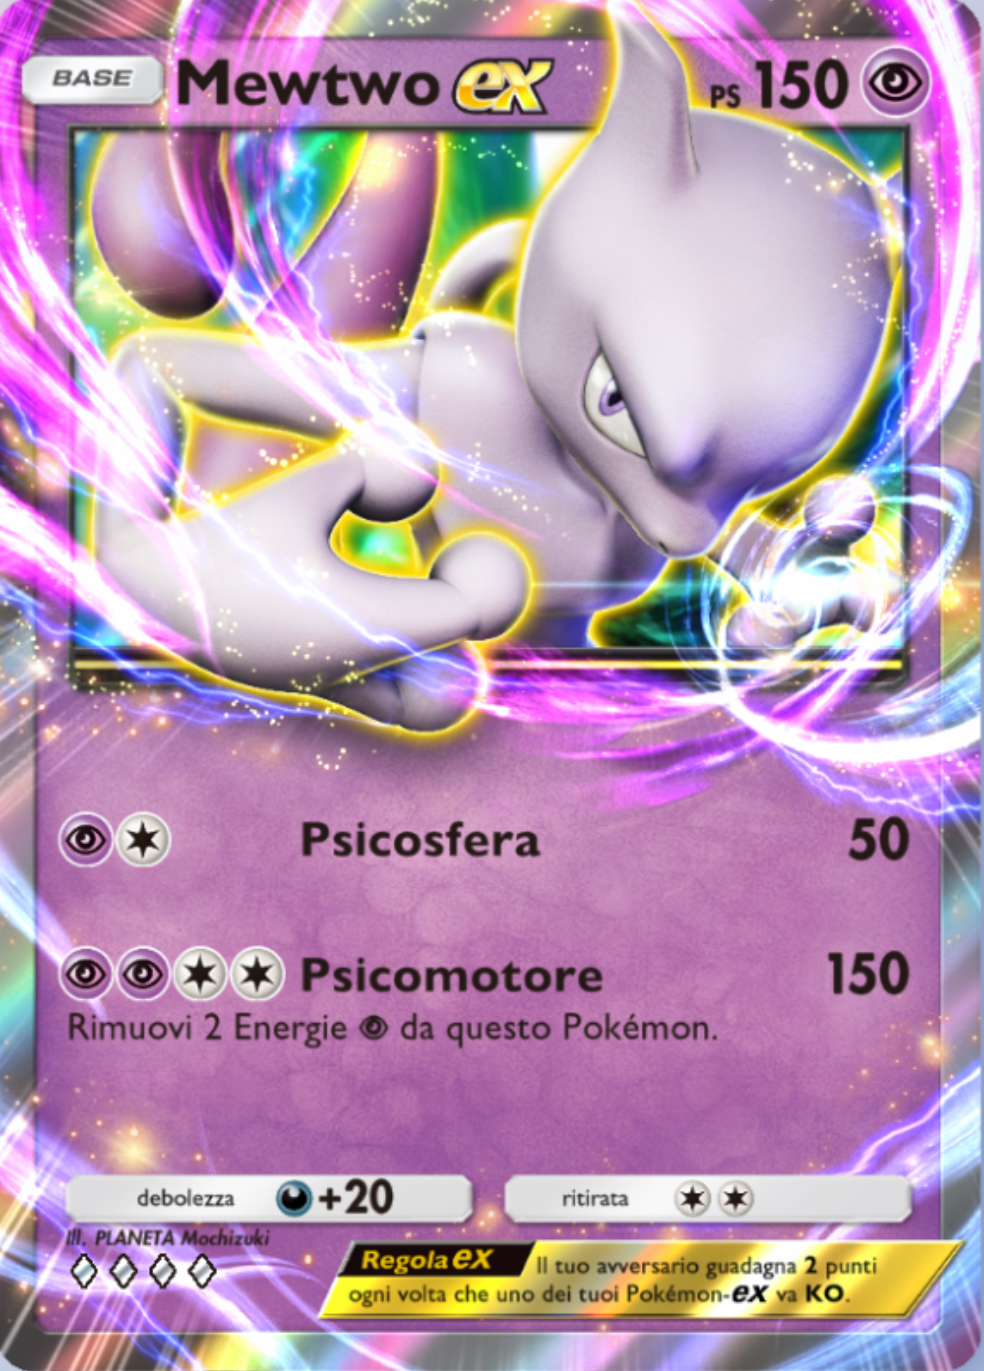 BASE Mewtwo ex PS 150
Psicosfera 50
Psicomotore 150
Rimuovi 2 Energie da questo Pokémon.
debolezza +20 ritirata
Ill. PLANETA Mochizuki
Regola ex Il tuo avversario guadagna 2 punti
ogni volta che uno dei tuoi Pokémon-ex va KO.